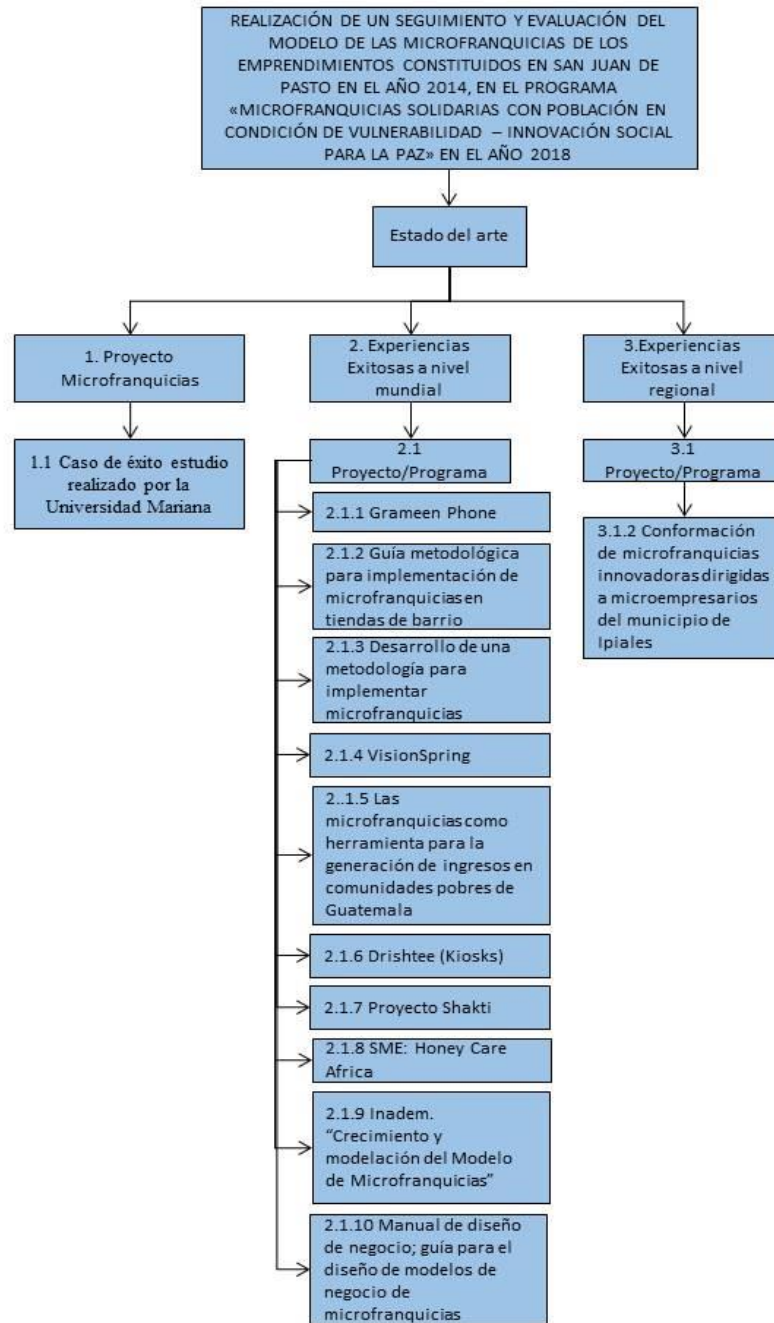 REALIZACIÓN DE UN SEGUIMIENTO Y EVALUACIÓN DEL
MODELO DE LAS MICROFRANQUICIAS DE LOS
EMPRENDIMIENTOS CONSTITUIDOS EN SAN JUAN DE
PASTO EN EL AÑO 2014, EN EL PROGRAMA
«MICROFRANQUICIAS SOLIDARIAS CON POBLACIÓN EN
CONDICIÓN DE VULNERABILIDAD – INNOVACIÓN SOCIAL
PARA LA PAZ» EN EL AÑO 2018
Estado del arte
1. Proyecto
Microfranquicias
1.1 Caso de éxito estudio
realizado por la
Universidad Mariana
2. Experiencias
Exitosas a nivel
mundial
2.1
Proyecto/Programa
2.1.1 Grameen Phone
2.1.2 Guía metodológica
para implementación de
microfranquicias en
tiendas de barrio
2.1.3 Desarrollo de una
metodología para
implementar
microfranquicias
2.1.4 VisionSpring
2..1.5 Las
microfranquicias como
herramienta para la
generación de ingresos en
comunidades pobres de
Guatemala
2.1.6 Drishtee (Kiosks)
2.1.7 Proyecto Shakti
2.1.8 SME: Honey Care
Africa
2.1.9 Inadem.
“Crecimiento y
modelación del Modelo
de Microfranquicias”
2.1.10 Manual de diseño
de negocio; guía para el
diseño de modelos de
negocio de
microfranquicias
3.Experiencias
Exitosas a nivel
regional
3.1
Proyecto/Programa
3.1.2 Conformación
de microfranquicias
innovadoras dirigidas
a microempresarios
del municipio de
Ipiales